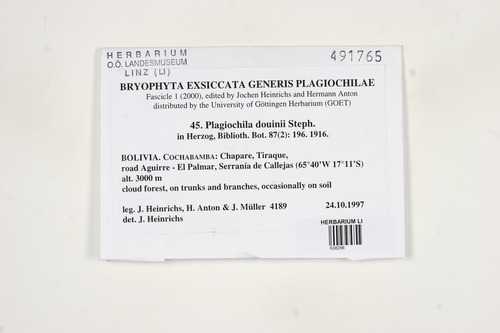 HERBARIUM
O.Ö. LANDESMUSEUM
LINZ (LI)
491765
BRYOPHYTA EXSICCATA GENERIS PLAGIOCHILAE
Fascicle 1 (2000), edited by Jochen Heinrichs and Hermann Anton
distributed by the University of Göttingen Herbarium (GOET)
45. Plagiochila douinii Steph.
in Herzog, Biblioth. Bot. 87(2): 196. 1916.
BOLIVIA. COCHABAMBA: Chapare, Tiraque,
road Aguirre - El Palmar, Serranía de Callejas (65°40'W 17°11'S)
alt. 3000 m
cloud forest, on trunks and branches, occasionally on soil
leg. J. Heinrichs, H. Anton & J. Müller 4189 24.10.1997
det. J. Heinrichs
HERBARIUM LI
838296